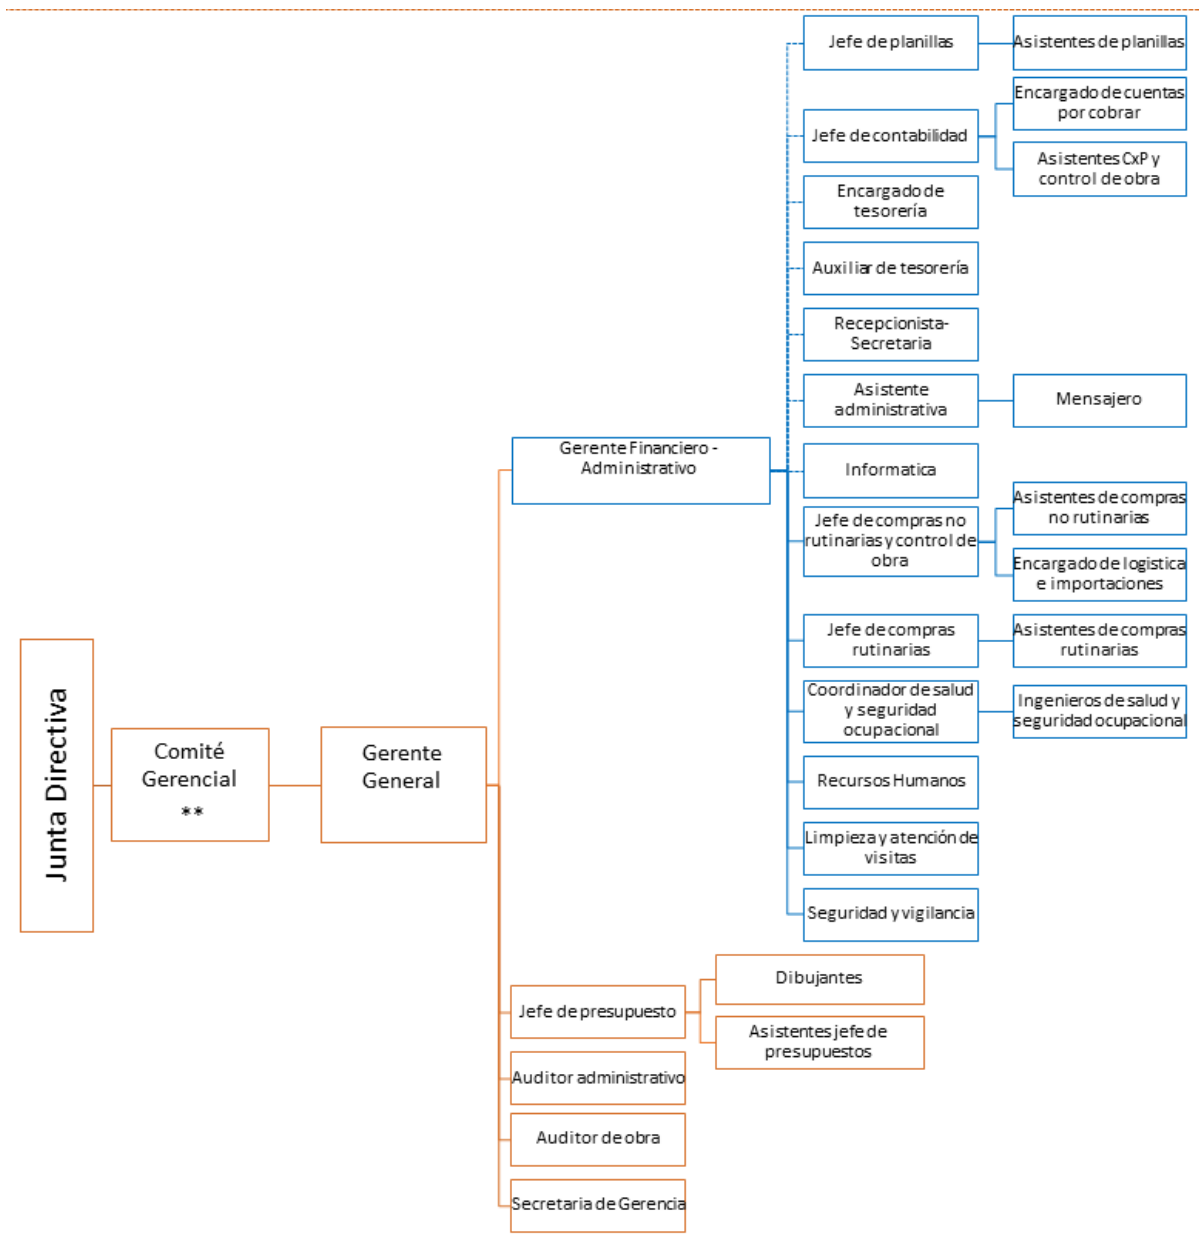 Junta Directiva
Comité
Gerencial
**
Gerente
General
Gerente Financiero -
Administrativo
Jefe de planillas
Asistentes de planillas
Jefe de contabilidad
Encargado de cuentas
por cobrar
Asistentes CxP y
control de obra
Encargado de
tesorería
Auxiliar de tesorería
Recepcionista-
Secretaria
Asistente
administrativa
Mensajero
Informatica
Jefe de compras no
rutinarias y control de
obra
Asistentes de compras
no rutinarias
Encargado de logistica
e importaciones
Jefe de compras
rutinarias
Asistentes de compras
rutinarias
Coordinador de salud
y seguridad
ocupacional
Ingenieros de salud y
seguridad ocupacional
Recursos Humanos
Limpieza y atención de
visitas
Seguridad y vigilancia
Jefe de presupuesto
Dibujantes
Asistentes jefe de
presupuestos
Auditor administrativo
Auditor de obra
Secretaria de Gerencia